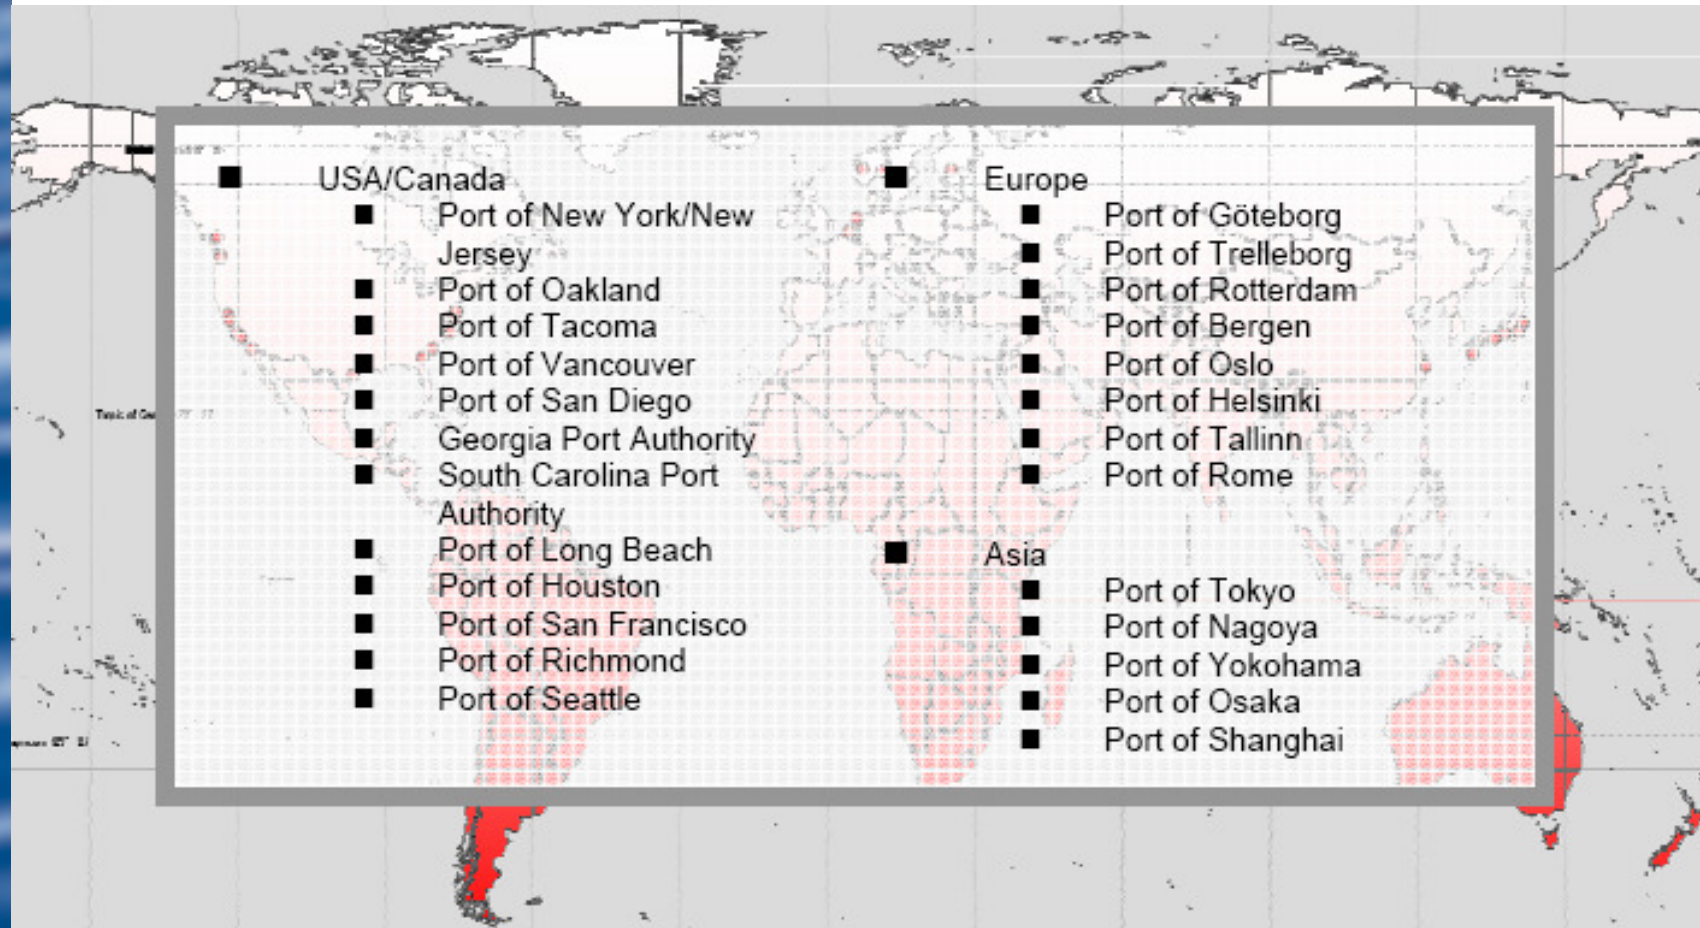 USA/Canada
Port of New York/New
Jersey
Port of Oakland
Port of Tacoma
Port of Vancouver
Port of San Diego
Georgia Port Authority
South Carolina Port
Authority
Port of Long Beach
Port of Houston
Port of San Francisco
Port of Richmond
Port of Seattle
Europe
Port of Göteborg
Port of Trelleborg
Port of Rotterdam
Port of Bergen
Port of Oslo
Port of Helsinki
Port of Tallinn
Port of Rome
Asia
Port of Tokyo
Port of Nagoya
Port of Yokohama
Port of Osaka
Port of Shanghai